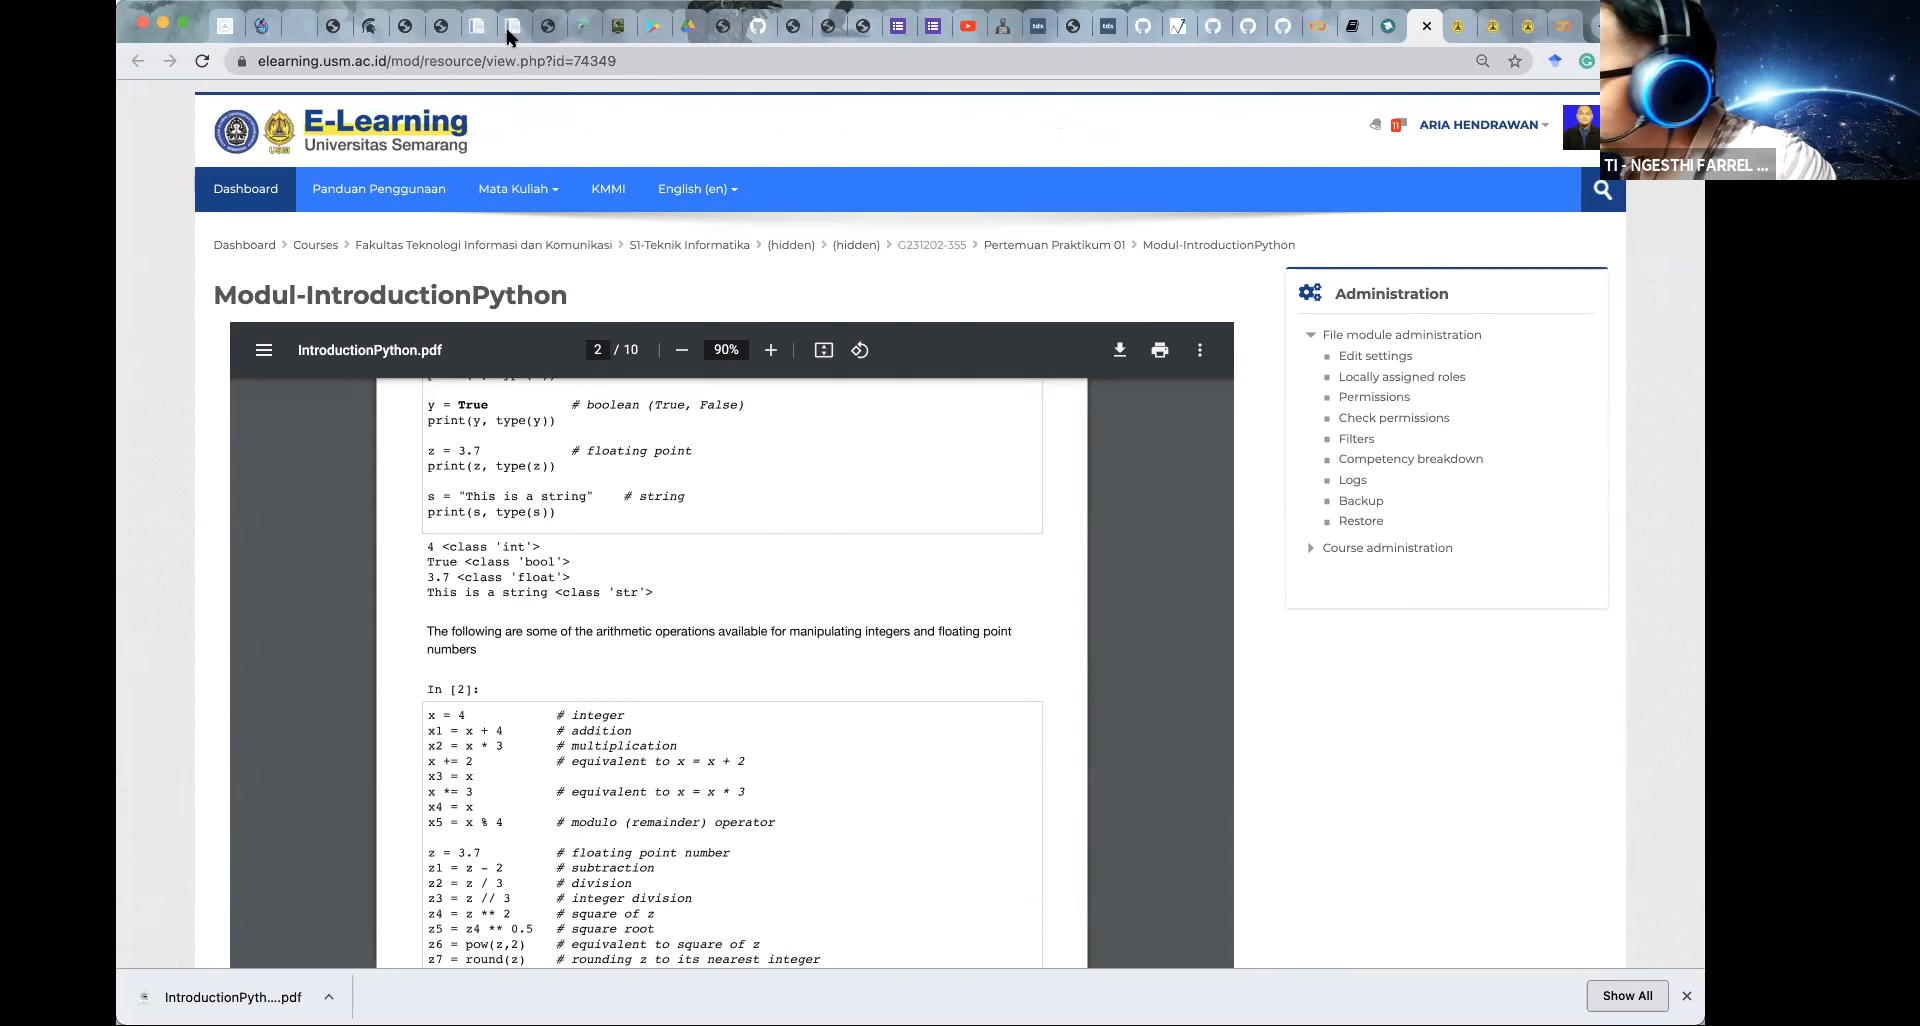 elearning.usm.ac.id/mod/resource/view.php?id=74349
E-Learning
Universitas Semarang
ARIA HENDRAWAN
TI - NGESTHI FARREL ...
Dashboard Panduan Penggunaan Mata Kuliah KMMI English (en)
Dashboard > Courses > Fakultas Teknologi Informasi dan Komunikasi > S1-Teknik Informatika > (hidden) > (hidden) > G231202-355 > Pertemuan Praktikum 01 > Modul-IntroductionPython
Modul-IntroductionPython
IntroductionPython.pdf 2 / 10 90%
y = True # boolean (True, False)
print(y, type(y))
z = 3.7 # floating point
print(z, type(z))
s = "This is a string" # string
print(s, type(s))
4 <class 'int'>
True <class 'bool'>
3.7 <class 'float'>
This is a string <class 'str'>
The following are some of the arithmetic operations available for manipulating integers and floating point
numbers
In [2]:
x = 4 # integer
x1 = x + 4 # addition
x2 = x * 3 # multiplication
x += 2 # equivalent to x = x + 2
x3 = x
x *= 3 # equivalent to x = x * 3
x4 = x
x5 = x % 4 # modulo (remainder) operator
z = 3.7 # floating point number
z1 = z - 2 # subtraction
z2 = z / 3 # division
z3 = z // 3 # integer division
z4 = z ** 2 # square of z
z5 = z4 ** 0.5 # square root
z6 = pow(z,2) # equivalent to square of z
z7 = round(z) # rounding z to its nearest integer
Administration
File module administration
Edit settings
Locally assigned roles
Permissions
Check permissions
Filters
Competency breakdown
Logs
Backup
Restore
Course administration
IntroductionPyth....pdf
Show All